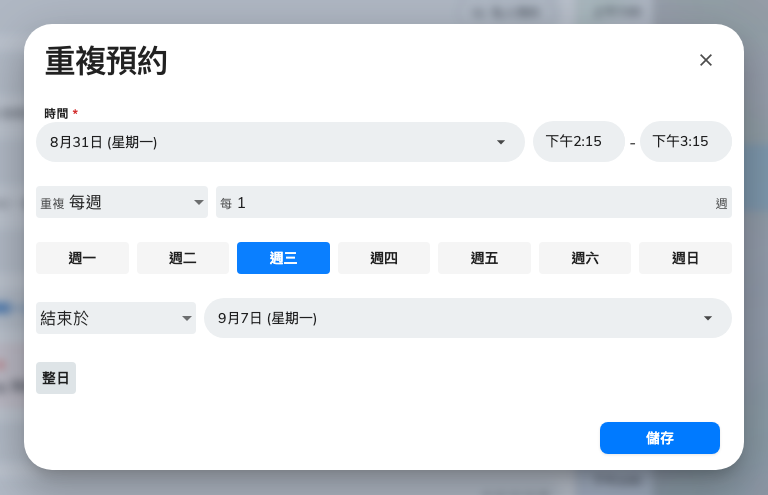 重複預約
時間 *
8月31日 (星期一) 下午2:15 - 下午3:15
重複 每週 每 1 週
週一 週二 週三 週四 週五 週六 週日
結束於 9月7日 (星期一)
整日
儲存